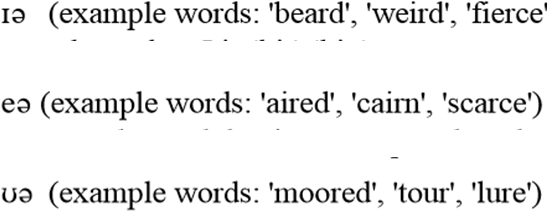 ɪə (example words: 'beard', 'weird', 'fierce'
eə (example words: 'aired', 'cairn', 'scarce')
ʊə (example words: 'moored', 'tour', 'lure')